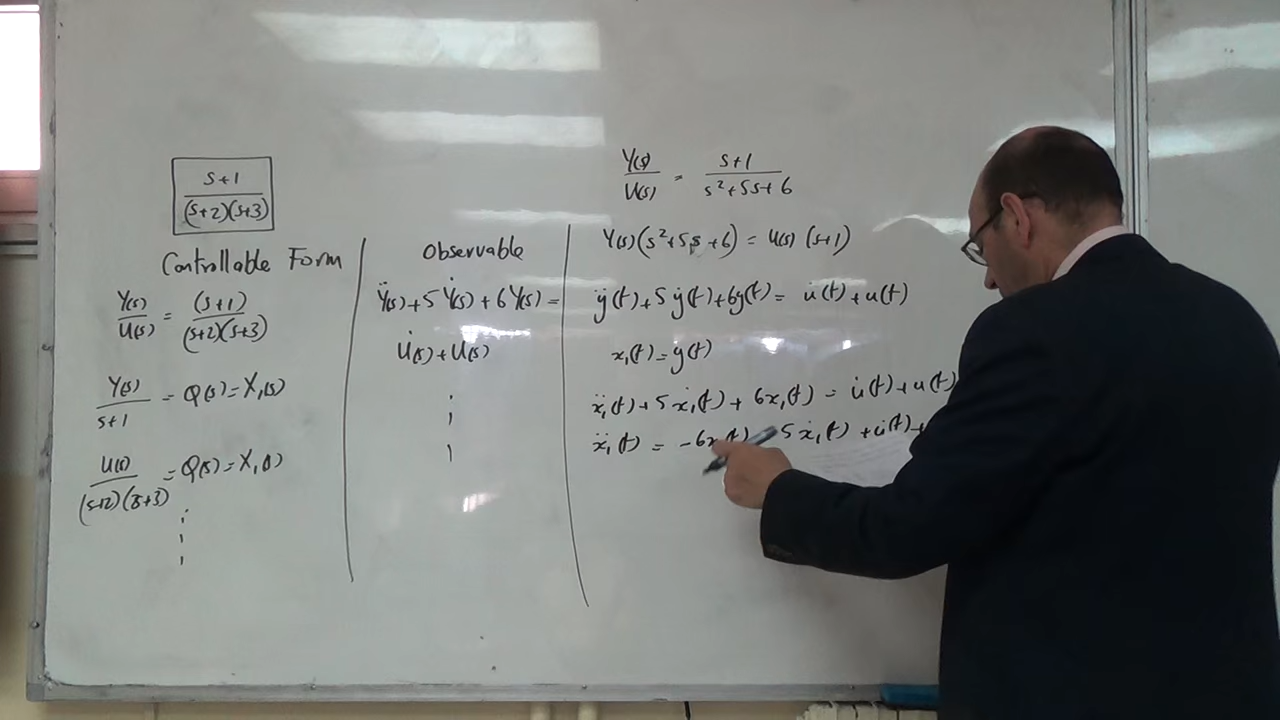 s+1
(s+2)(s+3)
Controllable Form
Y(s)/U(s) = (s+1)/(s+2)(s+3)
Y(s)/s+1 = Q(s) = X₁(s)
U(s)/(s+2)(s+3) = Q(s) = X₁(s)
Observable
Ÿ(s) + 5Ẏ(s) + 6Y(s) =
U̇(s) + U(s)
Y(s)/U(s) = s+1/s²+5s+6
Y(s)(s²+5s+6) = U(s)(s+1)
ÿ(t) + 5ẏ(t) + 6y(t) = u̇(t) + u(t)
x₁(t) = y(t)
ẍ₁(t) + 5ẋ₁(t) + 6x₁(t) = u̇(t) + u(t)
ẍ₁(t) = -6x₁(t) - 5ẋ₁(t) + u̇(t) +